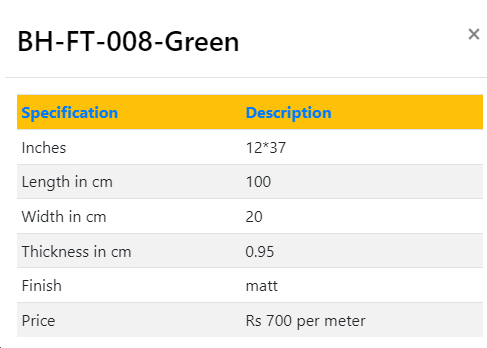 BH-FT-008-Green
×
Specification Description
Inches 12*37
Length in cm 100
Width in cm 20
Thickness in cm 0.95
Finish matt
Price Rs 700 per meter